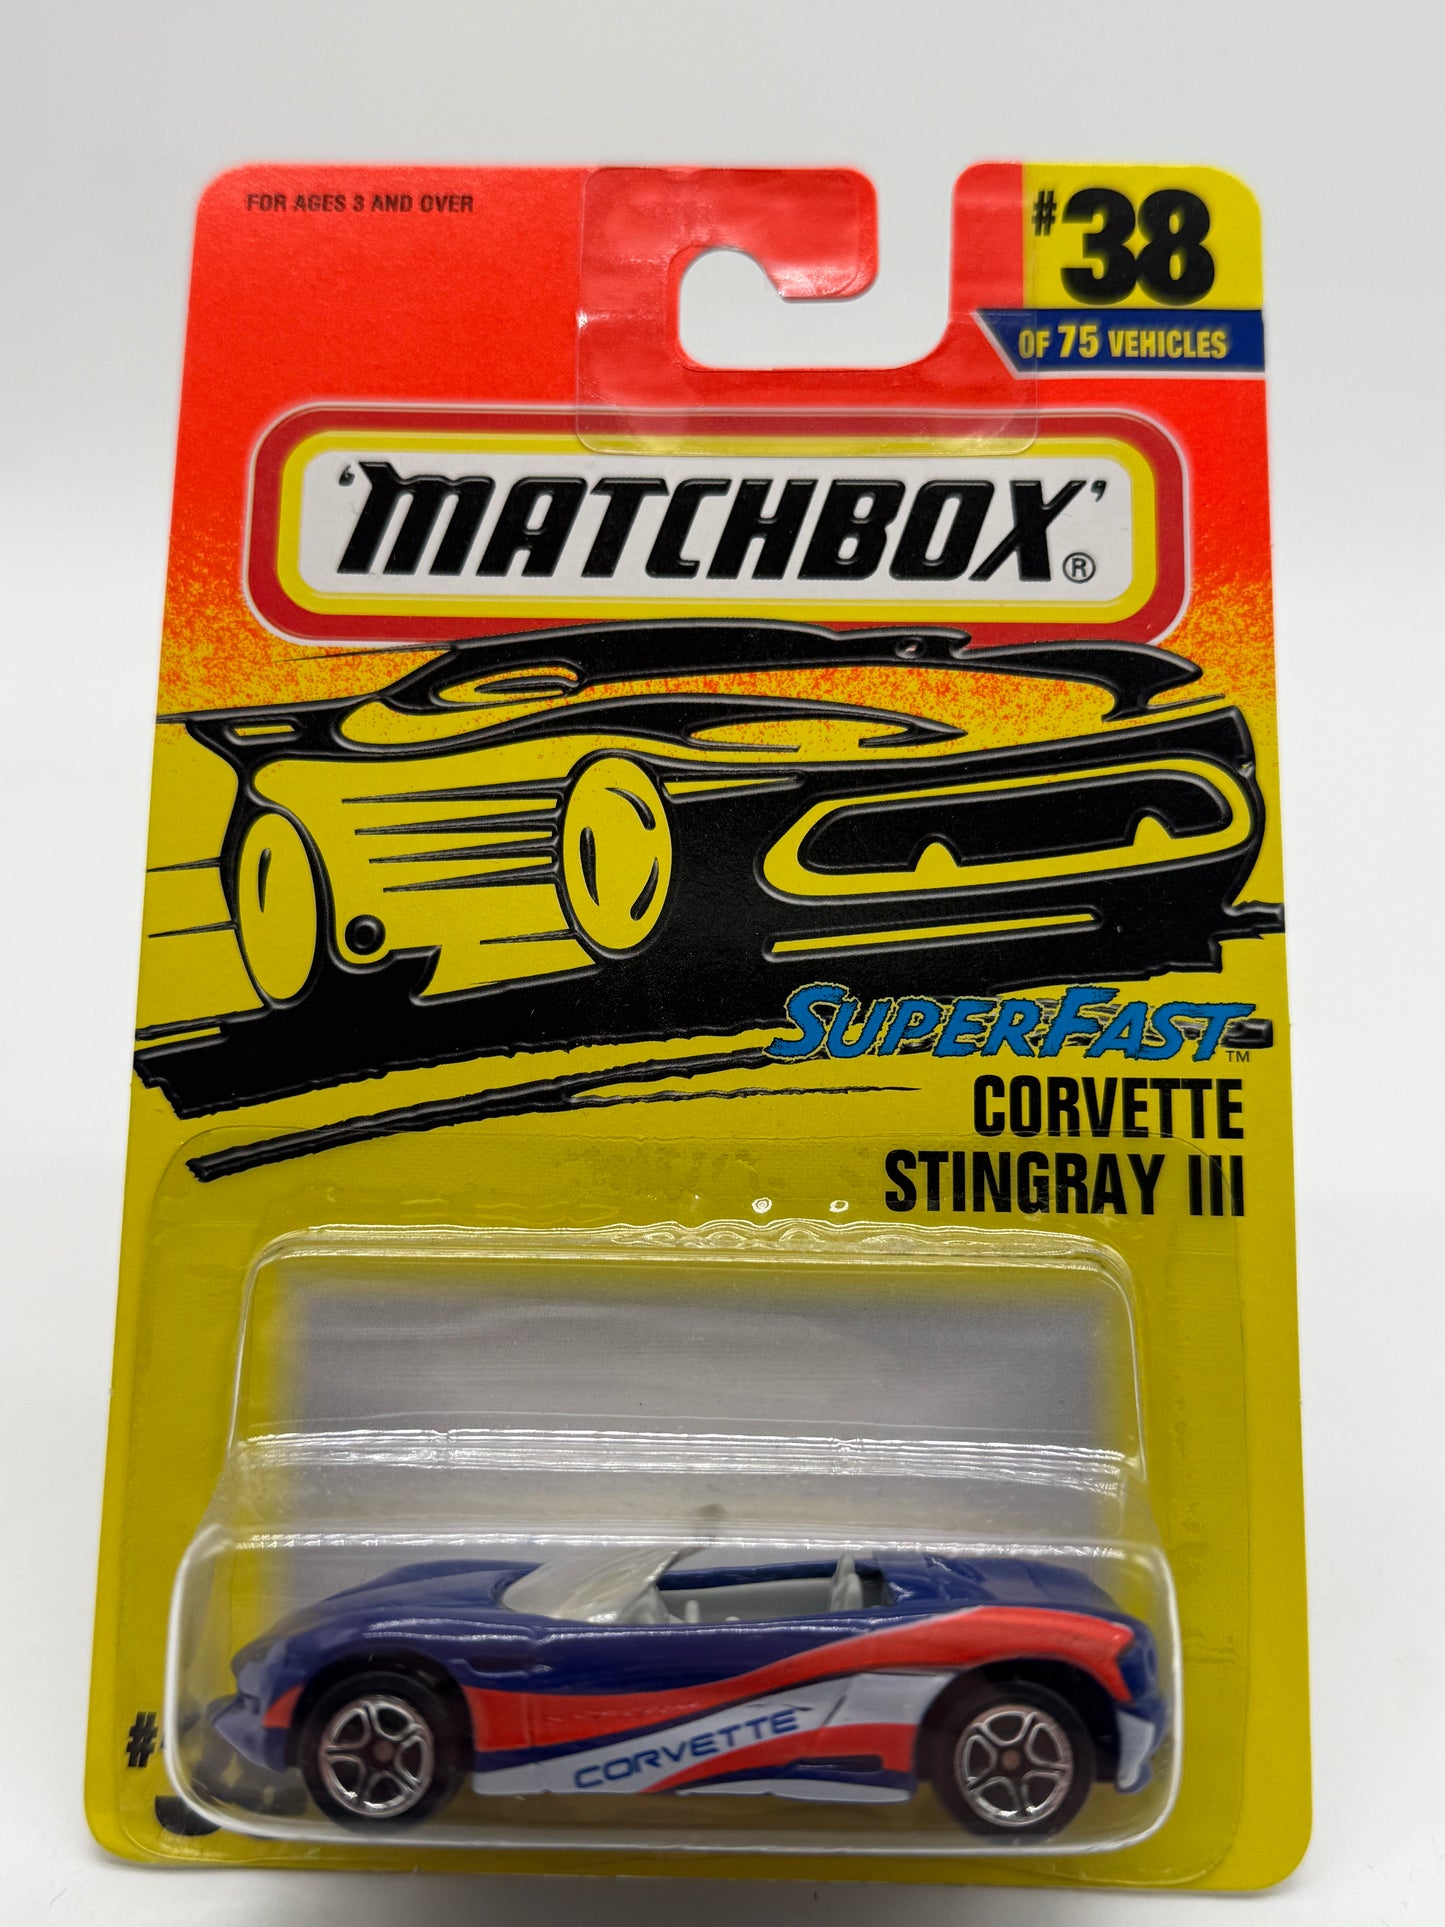 FOR AGES 3 AND OVER
#38
OF 75 VEHICLES
'MATCHBOX'®
SUPERFAST™
CORVETTE
STINGRAY III
CORVETTE
#